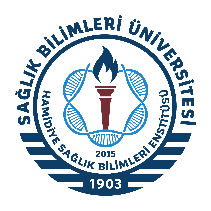 SAĞLIK BİLİMLERİ ÜNİVERSİTESİ
HAMİDİYE SAĞLIK BİLİMLERİ ENSTİTÜSÜ
2015
1903